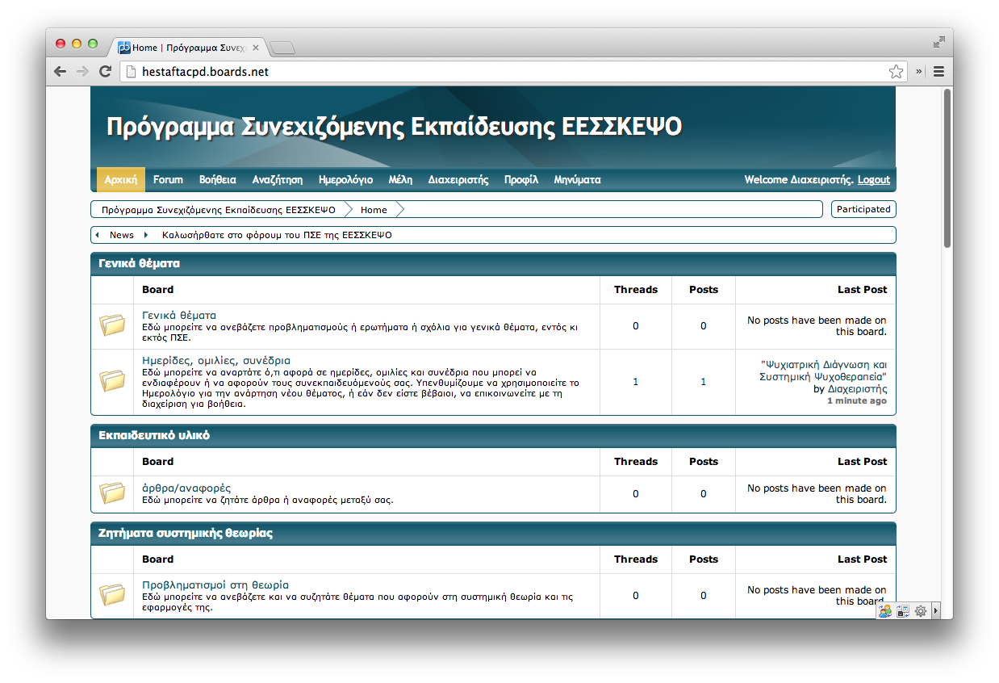 Home | Πρόγραμμα Συνεχι
hestaftacpd.boards.net
Πρόγραμμα Συνεχιζόμενης Εκπαίδευσης ΕΕΣΣΚΕΨΟ
Αρχική Forum Βοήθεια Αναζήτηση Ημερολόγιο Μέλη Διαχειριστής Προφίλ Μηνύματα Welcome Διαχειριστής. Logout
Πρόγραμμα Συνεχιζόμενης Εκπαίδευσης ΕΕΣΣΚΕΨΟ Home Participated
News Καλωσήρθατε στο φόρουμ του ΠΣΕ της ΕΕΣΣΚΕΨΟ
Γενικά θέματα
Board Threads Posts Last Post
Γενικά θέματα
Εδώ μπορείτε να ανεβάζετε προβληματισμούς ή ερωτήματα ή σχόλια για γενικά θέματα, εντός κι
εκτός ΠΣΕ.
0 0
No posts have been made on
this board.
Ημερίδες, ομιλίες, συνέδρια
Εδώ μπορείτε να αναρτάτε ό,τι αφορά σε ημερίδες, ομιλίες και συνέδρια που μπορεί να
ενδιαφέρουν ή να αφορούν τους συνεκπαιδευόμενούς σας. Υπενθυμίζουμε να χρησιμοποιείτε το
Ημερολόγιο για την ανάρτηση νέου θέματος, ή εάν δεν είστε βέβαιοι, να επικοινωνείτε με τη
διαχείριση για βοήθεια.
1 1
"Ψυχιατρική Διάγνωση και
Συστημική Ψυχοθεραπεία"
by Διαχειριστής
1 minute ago
Εκπαιδευτικό υλικό
Board Threads Posts Last Post
άρθρα/αναφορές
Εδώ μπορείτε να ζητάτε άρθρα ή αναφορές μεταξύ σας.
0 0
No posts have been made on
this board.
Ζητήματα συστημικής θεωρίας
Board Threads Posts Last Post
Προβληματισμοί στη θεωρία
Εδώ μπορείτε να ανεβάζετε και να συζητάτε θέματα που αφορούν στη συστημική θεωρία και τις
εφαρμογές της.
0 0
No posts have been made on
this board.